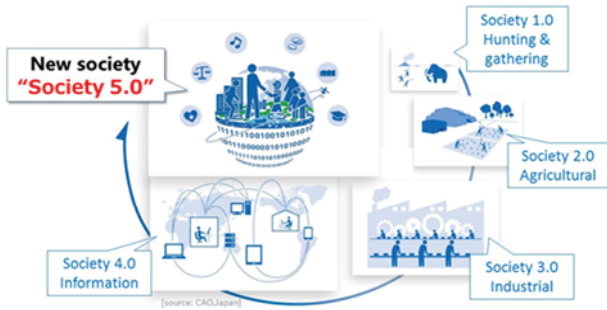 New society
“Society 5.0”
Society 1.0
Hunting &
gathering
Society 2.0
Agricultural
Society 3.0
Industrial
Society 4.0
Information
[source: CAO,Japan]